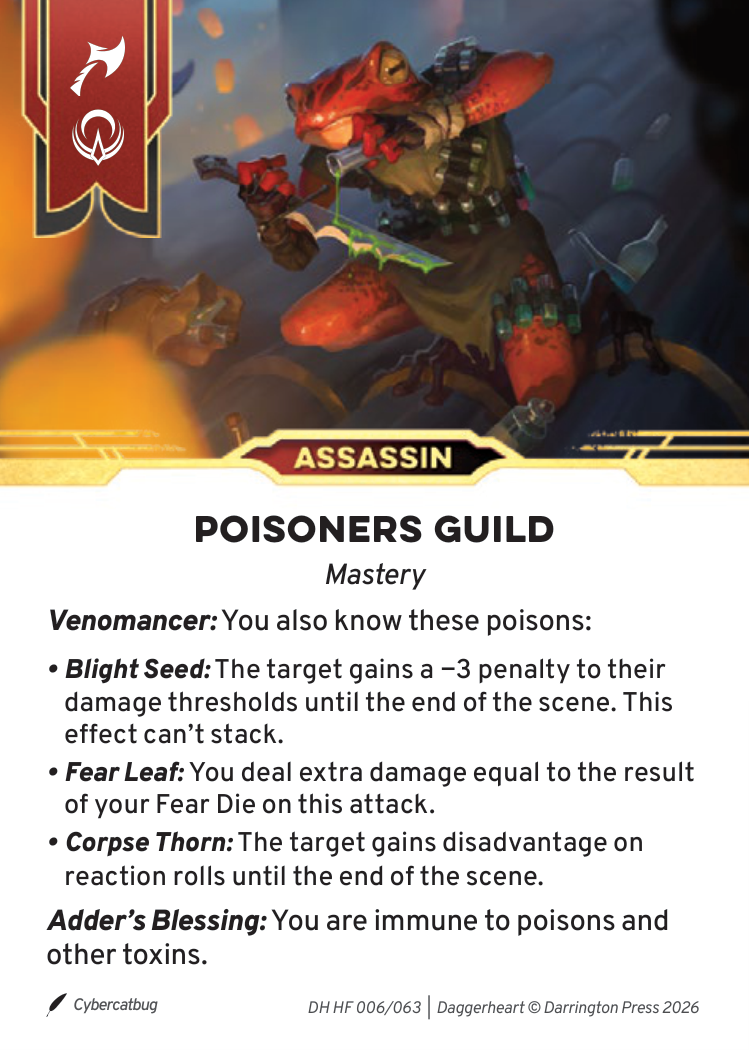 ASSASSIN
POISONERS GUILD
Mastery
Venomancer: You also know these poisons:
• Blight Seed: The target gains a −3 penalty to their
damage thresholds until the end of the scene. This
effect can’t stack.
• Fear Leaf: You deal extra damage equal to the result
of your Fear Die on this attack.
• Corpse Thorn: The target gains disadvantage on
reaction rolls until the end of the scene.
Adder’s Blessing: You are immune to poisons and
other toxins.
Cybercatbug
DH HF 006/063 | Daggerheart © Darrington Press 2026